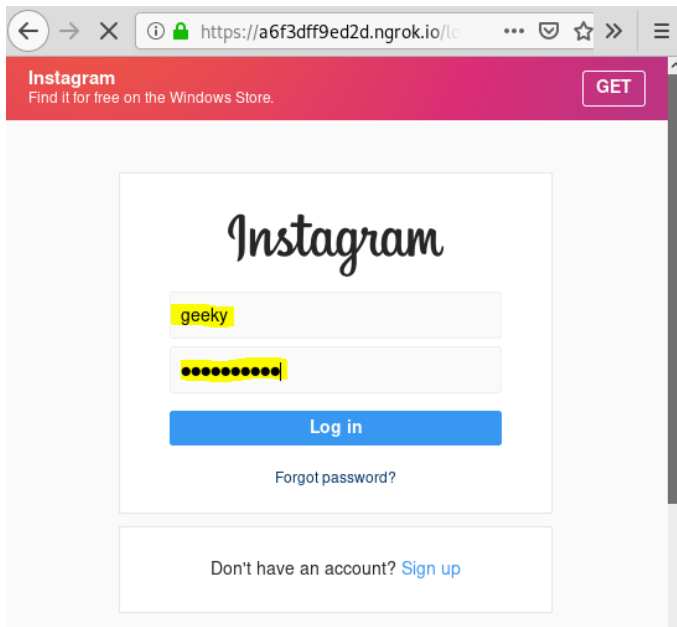 https://a6f3dff9ed2d.ngrok.io/lo
Instagram
Find it for free on the Windows Store.
GET
Instagram
geeky
●●●●●●●●●●
Log in
Forgot password?
Don't have an account? Sign up